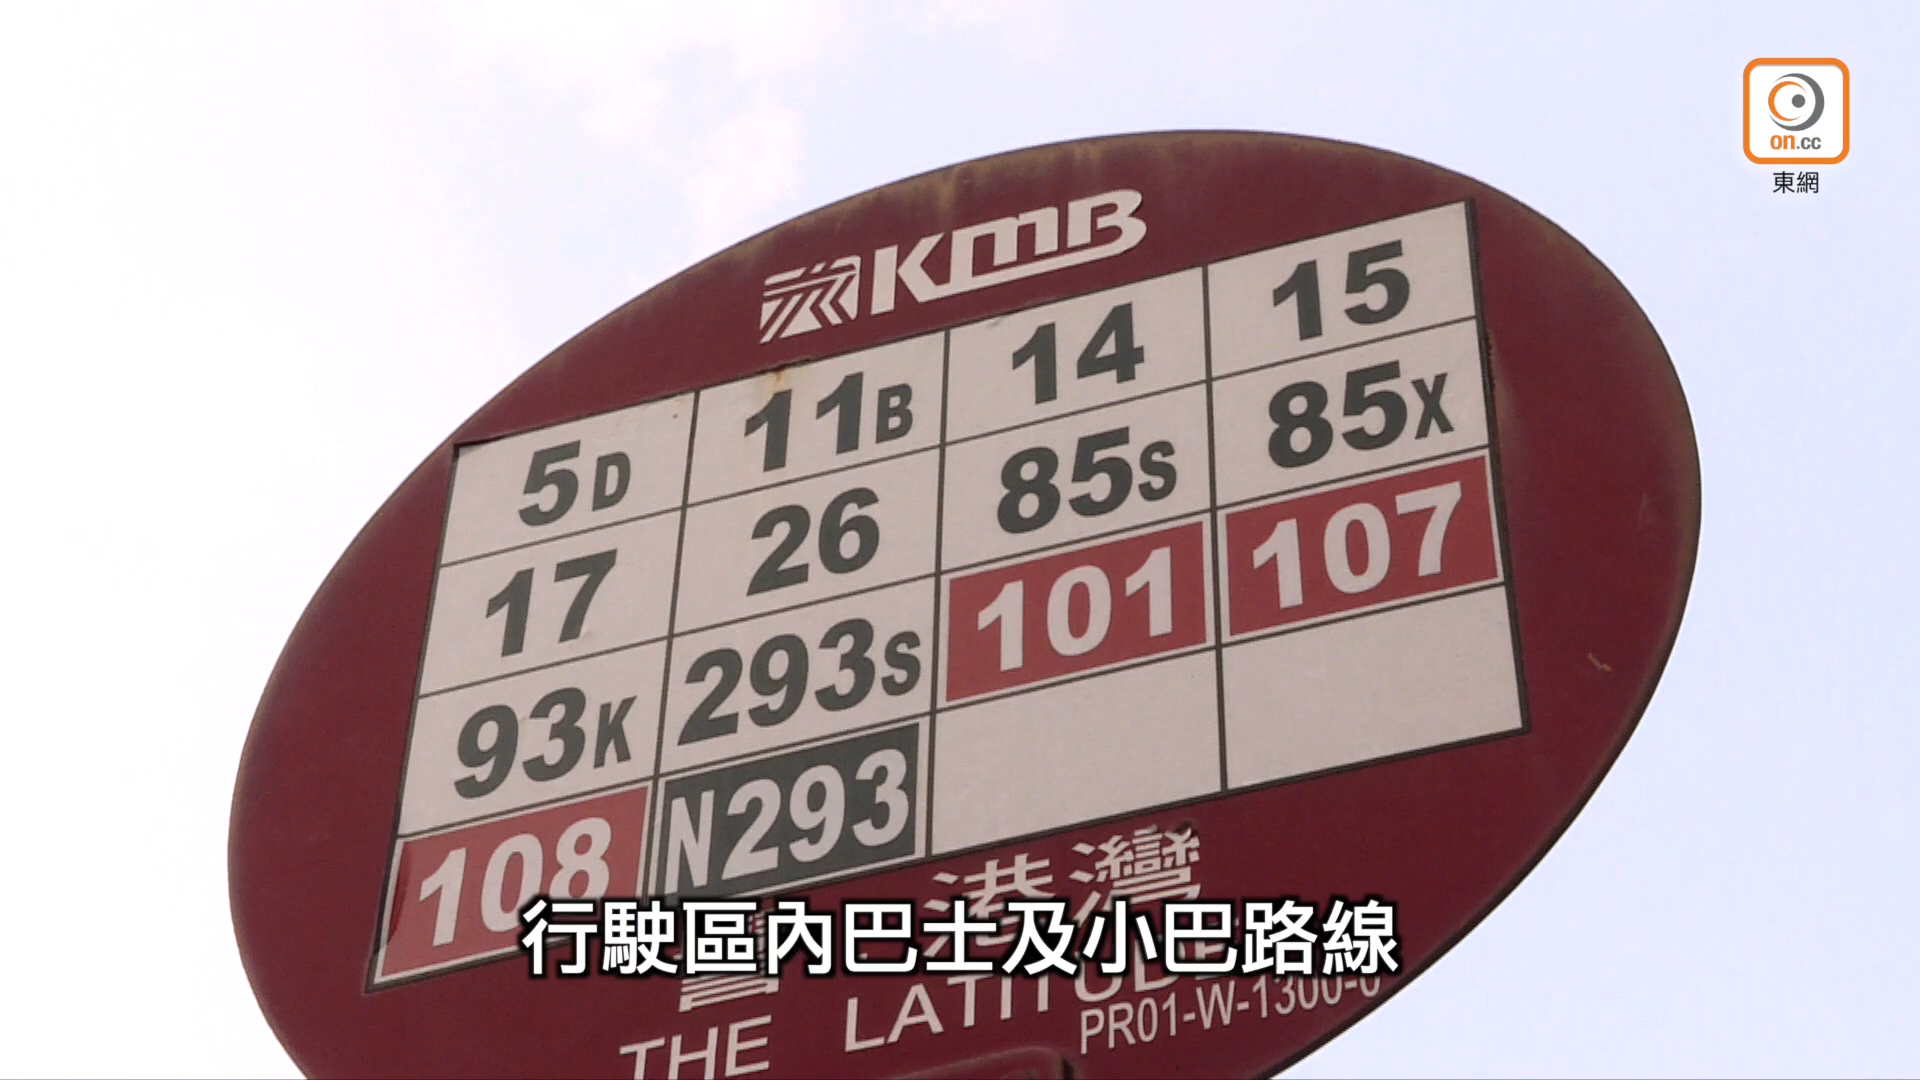 on.cc
東網
KMB
5D 11B 14 15
17 26 85S 85X
93K 293S 101 107
108 N293
譽 港灣
THE LATITUDE
PR01-W-1300-0
行駛區內巴士及小巴路線